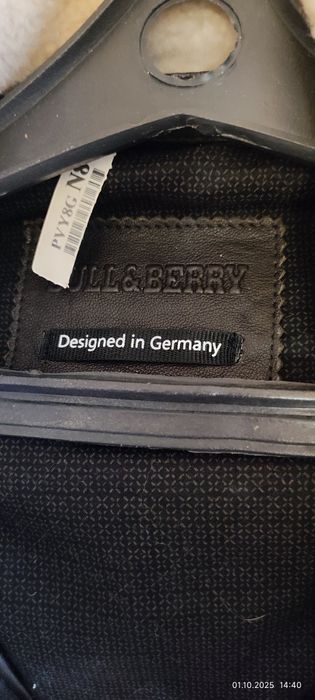 PVY8G
ULL&BERRY
Designed in Germany
01.10.2025 14:40